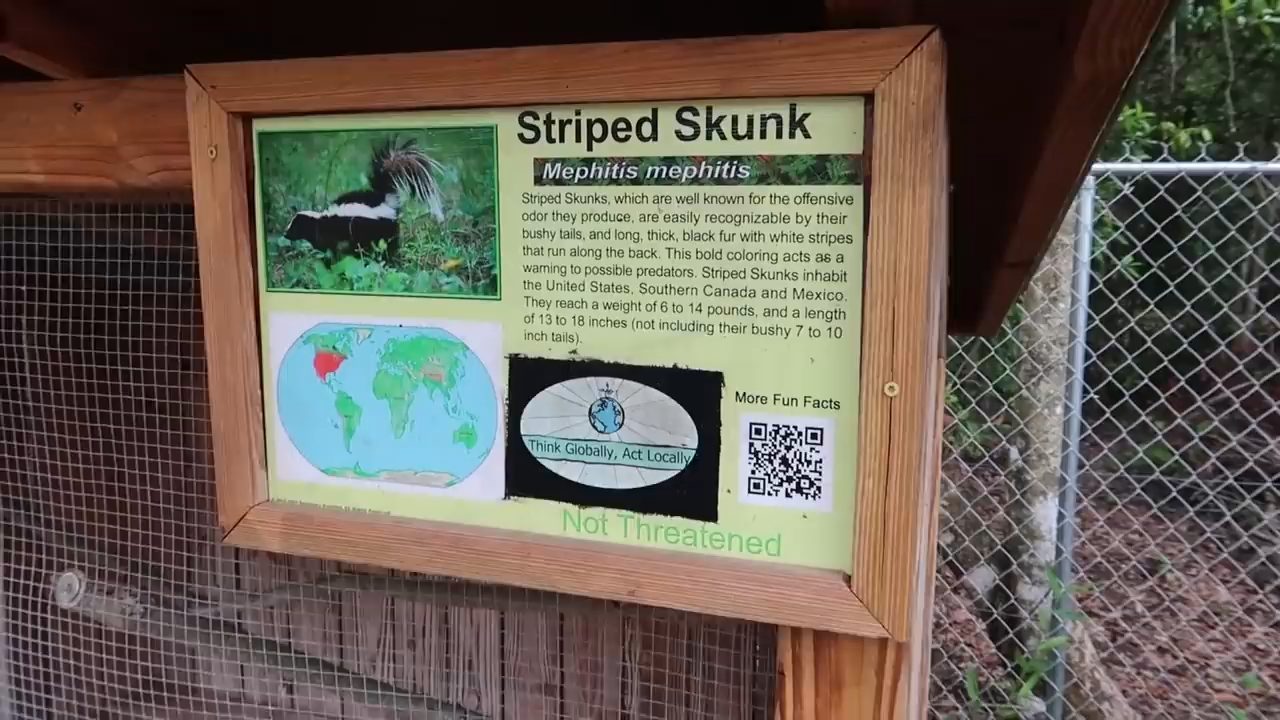 Striped Skunk
Mephitis mephitis
Striped Skunks, which are well known for the offensive
odor they produce, are easily recognizable by their
bushy tails, and long, thick, black fur with white stripes
that run along the back. This bold coloring acts as a
warning to possible predators. Striped Skunks inhabit
the United States, Southern Canada and Mexico.
They reach a weight of 6 to 14 pounds, and a length
of 13 to 18 inches (not including their bushy 7 to 10
inch tails).
Think Globally, Act Locally
More Fun Facts
Not Threatened